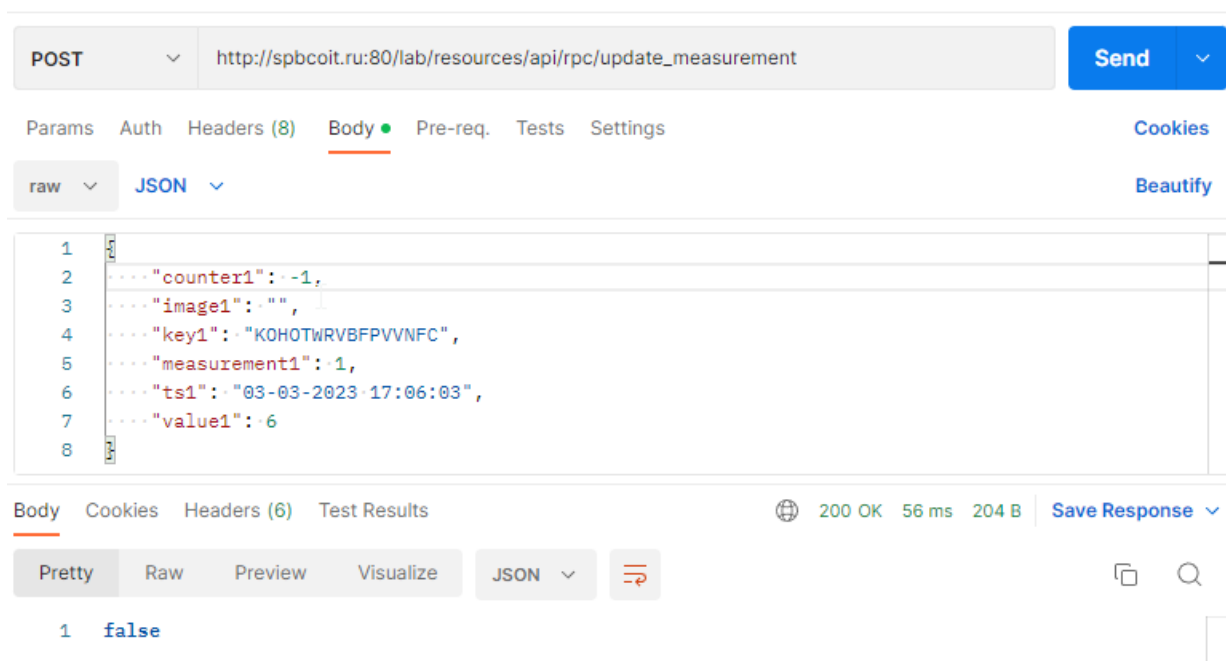 POST http://spbcoit.ru:80/lab/resources/api/rpc/update_measurement Send
Params Auth Headers (8) Body Pre-req. Tests Settings Cookies
raw JSON Beautify
1 {
2 "counter1": -1,
3 "image1": "",
4 "key1": "KOHOTWRVBFPVVNFC",
5 "measurement1": 1,
6 "ts1": "03-03-2023 17:06:03",
7 "value1": 6
8 }
Body Cookies Headers (6) Test Results 200 OK 56 ms 204 B Save Response
Pretty Raw Preview Visualize JSON
1 false